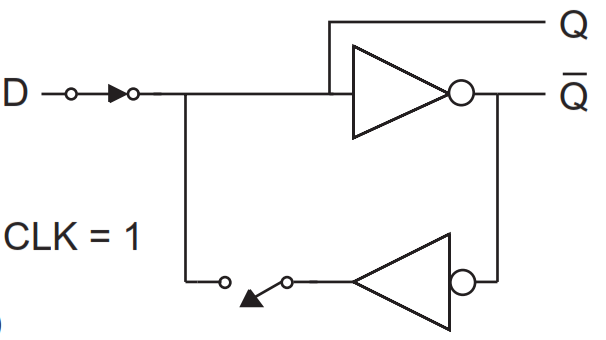 Q
D
Q̅
CLK = 1